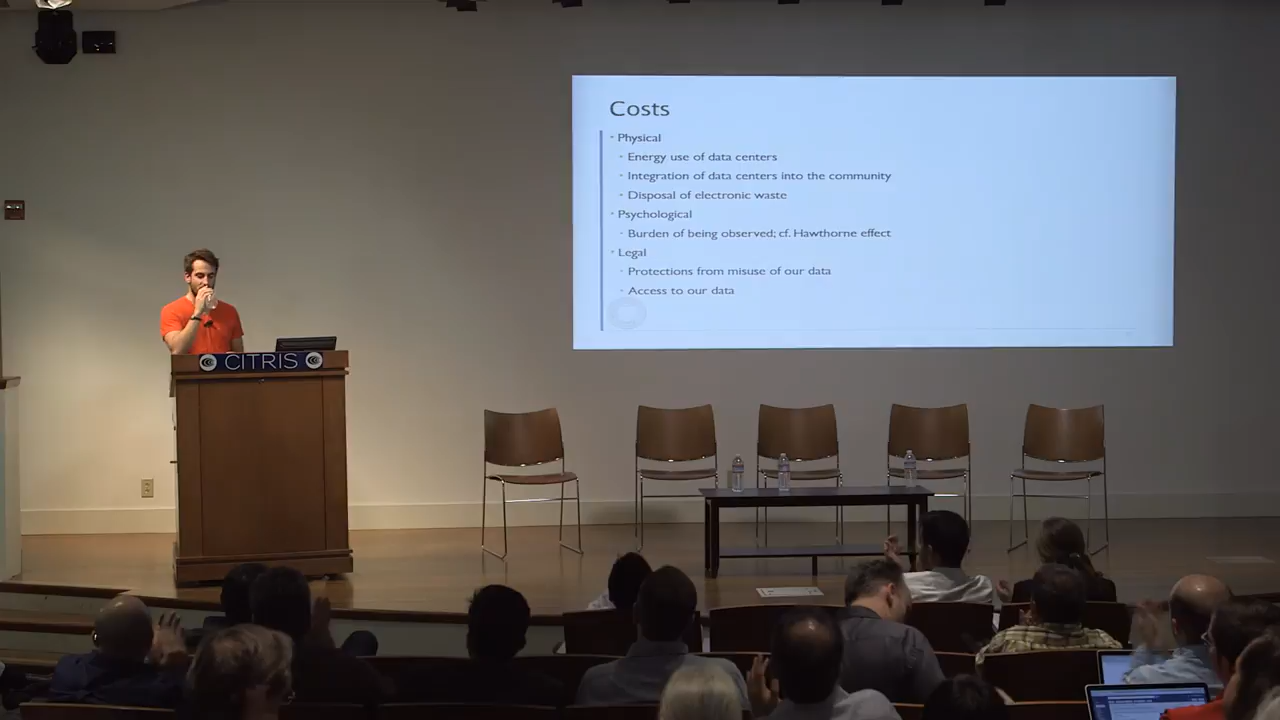 Costs
Physical
Energy use of data centers
Integration of data centers into the community
Disposal of electronic waste
Psychological
Burden of being observed; cf. Hawthorne effect
Legal
Protections from misuse of our data
Access to our data
CITRIS